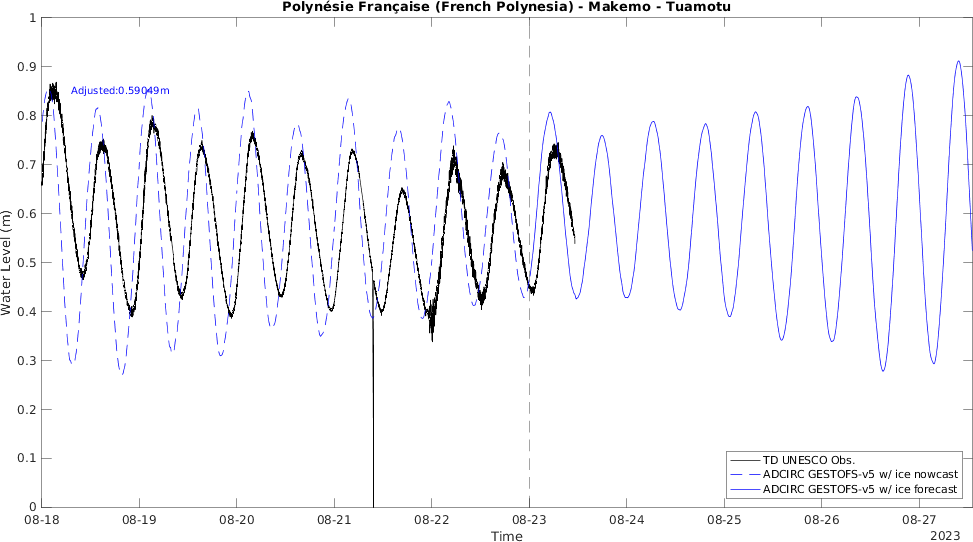 Polynésie Française (French Polynesia) - Makemo - Tuamotu
1
0.9
0.8
0.7
0.6
0.5
0.4
0.3
0.2
0.1
0
Water Level (m)
Adjusted:0.59049m
TD UNESCO Obs.
ADCIRC GESTOFS-v5 w/ ice nowcast
ADCIRC GESTOFS-v5 w/ ice forecast
08-18 08-19 08-20 08-21 08-22 08-23 08-24 08-25 08-26 08-27
Time
2023